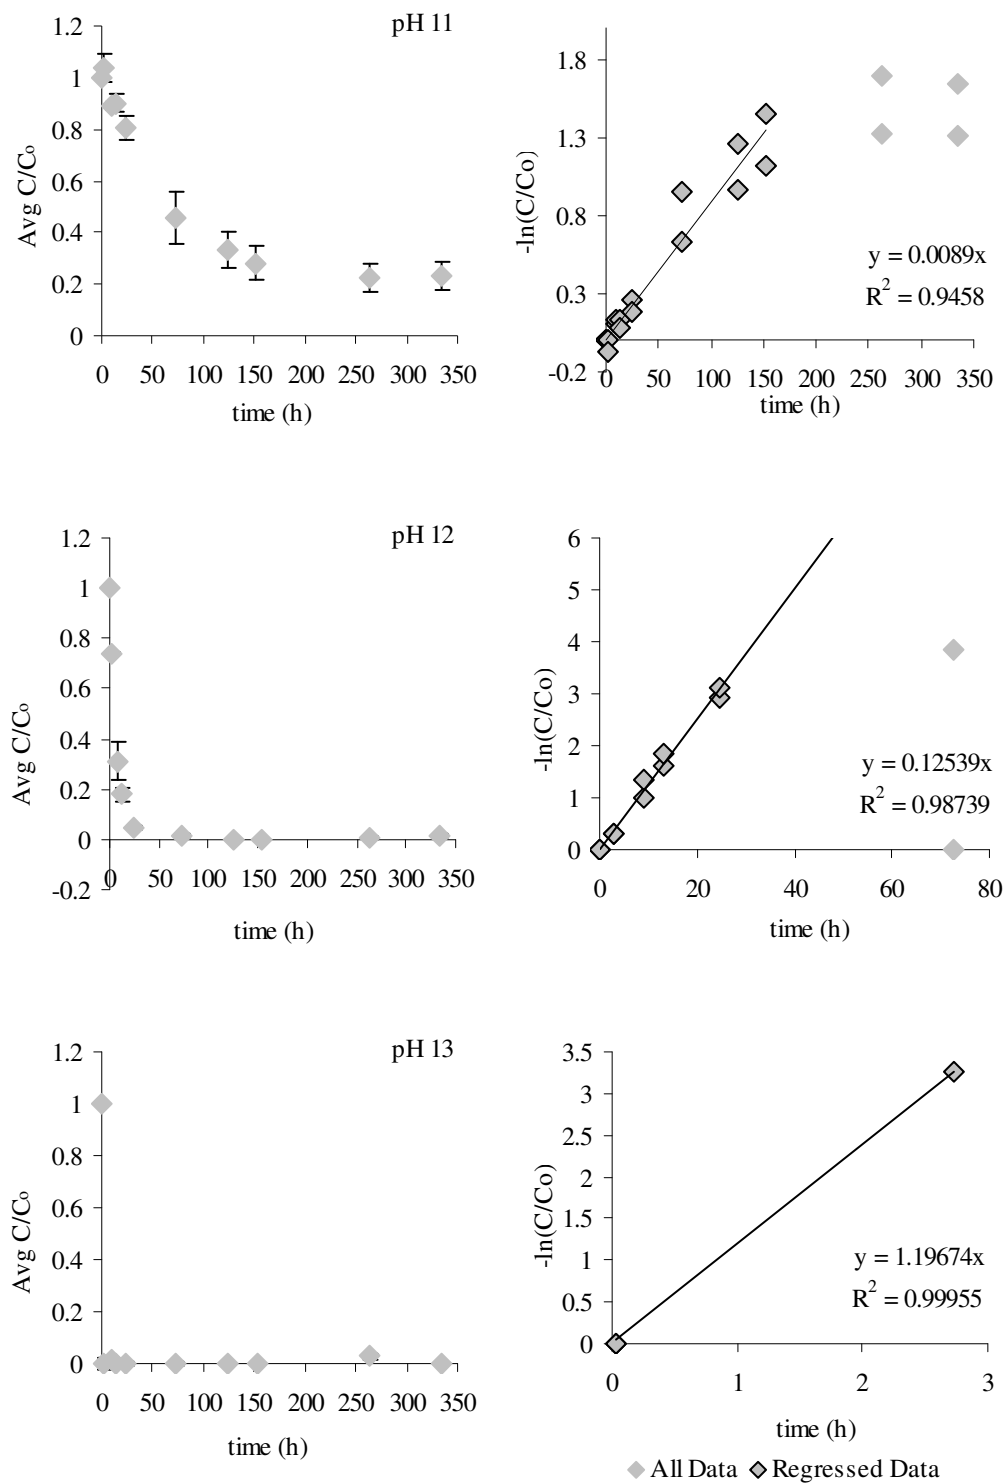 pH 11
1.2
1
0.8
0.6
0.4
0.2
0
Avg C/Co
0 50 100 150 200 250 300 350
time (h)
1.8
1.3
0.8
0.3
-0.2
-ln(C/Co)
y = 0.0089x
R² = 0.9458
0 50 100 150 200 250 300 350
time (h)
pH 12
1.2
1
0.8
0.6
0.4
0.2
0
-0.2
Avg C/Co
0 50 100 150 200 250 300 350
time (h)
6
5
4
3
2
1
0
-ln(C/Co)
y = 0.12539x
R² = 0.98739
0 20 40 60 80
time (h)
pH 13
1.2
1
0.8
0.6
0.4
0.2
0
Avg C/Co
0 50 100 150 200 250 300 350
time (h)
3.5
3
2.5
2
1.5
1
0.5
0
-ln(C/Co)
y = 1.19674x
R² = 0.99955
0 1 2 3
time (h)
All Data Regressed Data